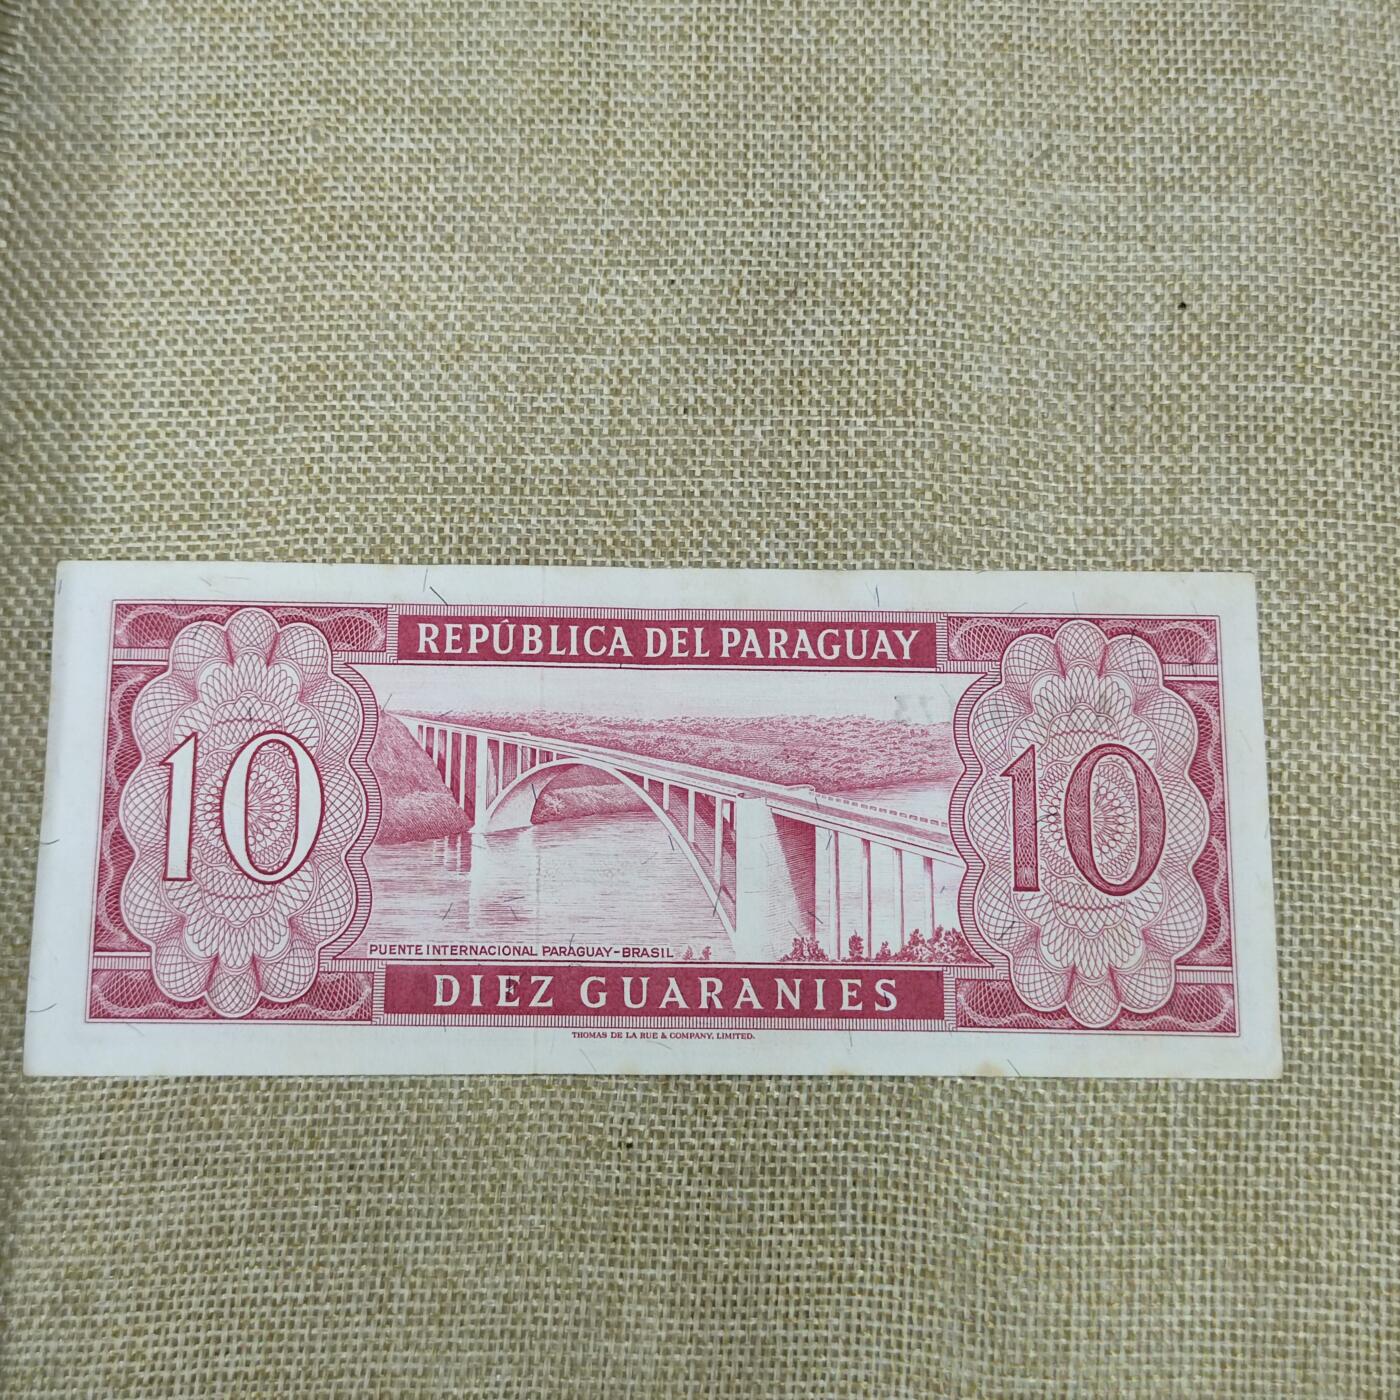 REPÚBLICA DEL PARAGUAY
10
10
PUENTE INTERNACIONAL PARAGUAY-BRASIL
DIEZ GUARANIES
THOMAS DE LA RUE & COMPANY, LIMITED.